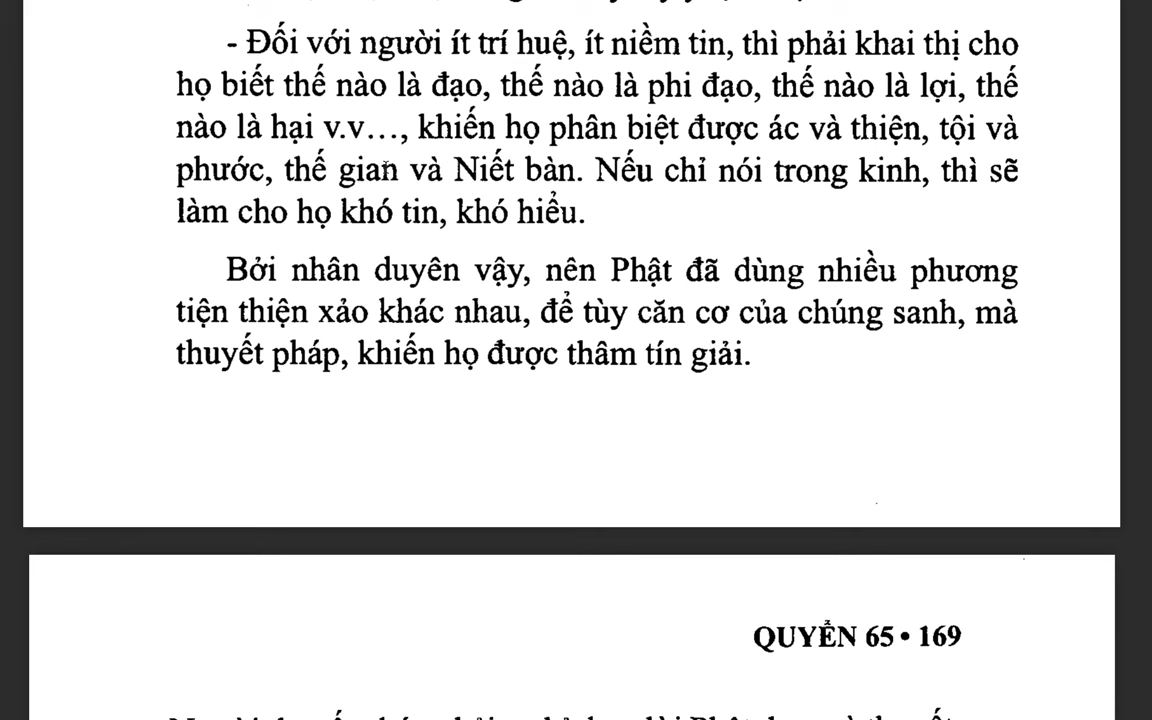 - Đối với người ít trí huệ, ít niềm tin, thì phải khai thị cho
họ biết thế nào là đạo, thế nào là phi đạo, thế nào là lợi, thế
nào là hại v.v…, khiến họ phân biệt được ác và thiện, tội và
phước, thế gian và Niết bàn. Nếu chỉ nói trong kinh, thì sẽ
làm cho họ khó tin, khó hiểu.
Bởi nhân duyên vậy, nên Phật đã dùng nhiều phương
tiện thiện xảo khác nhau, để tùy căn cơ của chúng sanh, mà
thuyết pháp, khiến họ được thâm tín giải.
QUYỂN 65 • 169